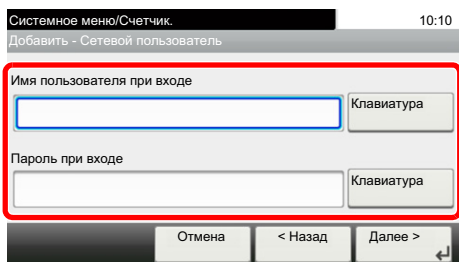 Системное меню/Счетчик. 10:10
Добавить - Сетевой пользователь
Имя пользователя при входе
Клавиатура
Пароль при входе
Клавиатура
Отмена < Назад Далее >